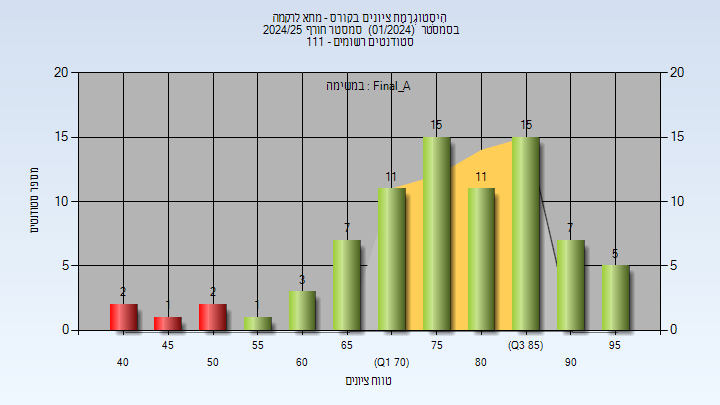 היסטוגרמת ציונים בקורס - מתא לרקמה
בסמסטר (01/2024) סמסטר חורף 2024/25
סטודנטים רשומים - 111
במשימה : Final_A
מספר סטודנטים
20 20
15 15
10 10
5 5
0 0
2 1 2 1 3 7 11 15 11 15 7 5
45 55 65 75 (Q3 85) 95
40 50 60 (Q1 70) 80 90
טווח ציונים